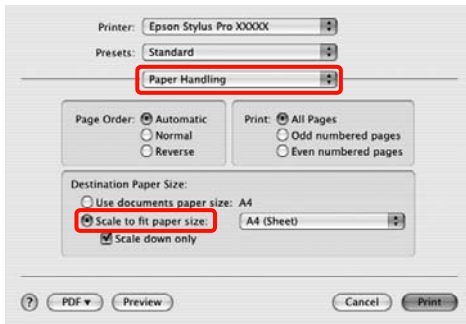 Printer: Epson Stylus Pro XXXXX
Presets: Standard
Paper Handling
Page Order: Automatic Print: All Pages
Normal Odd numbered pages
Reverse Even numbered pages
Destination Paper Size:
Use documents paper size: A4
Scale to fit paper size: A4 (Sheet)
Scale down only
? PDF Preview Cancel Print